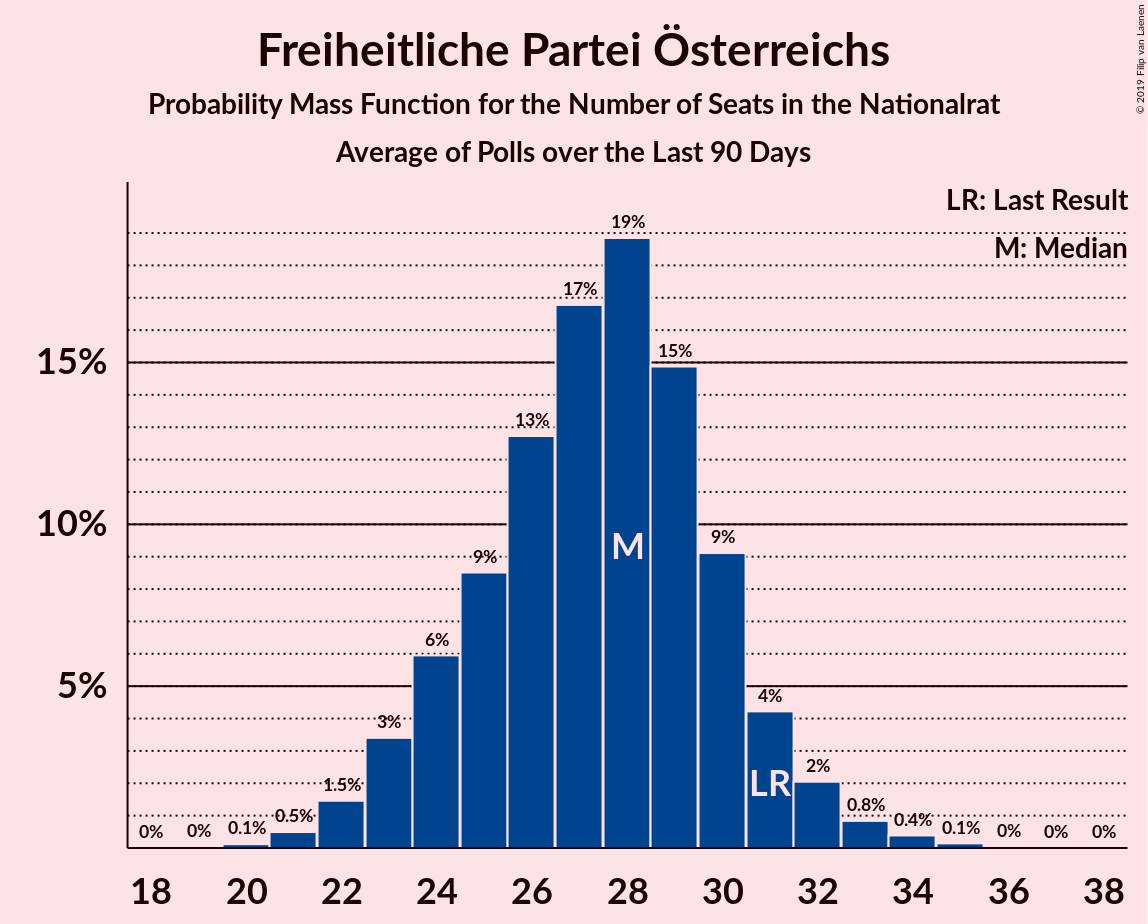 Freiheitliche Partei Österreichs
Probability Mass Function for the Number of Seats in the Nationalrat
Average of Polls over the Last 90 Days
© 2019 Filip van Laenen
LR: Last Result
M: Median
15%
10%
5%
0%
0%
0.1%
0.5%
1.5%
3%
6%
9%
13%
17%
19%
15%
9%
4%
2%
0.8%
0.4%
0.1%
0%
0%
0%
M
LR
18 20 22 24 26 28 30 32 34 36 38